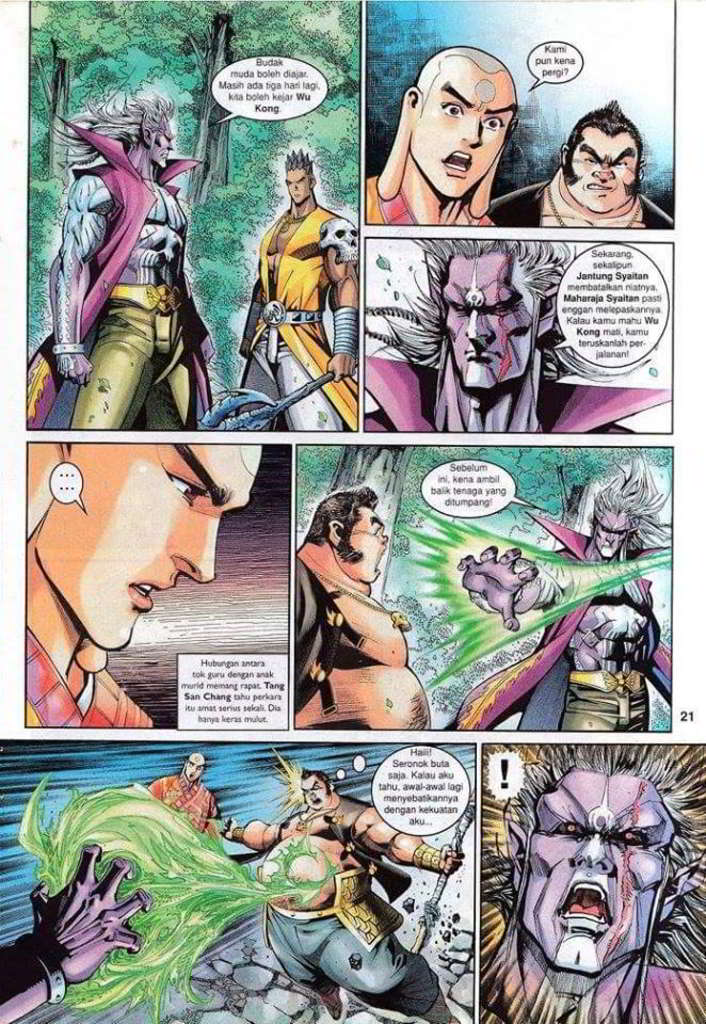 Budak
muda boleh diajar.
Masih ada tiga hari lagi,
kita boleh kejar Wu
Kong.
Kami
pun kena
pergi?
Sekarang,
sekalipun
Jantung Syaitan
membatalkan niatnya.
Maharaja Syaitan pasti
enggan melepaskannya.
Kalau kamu mahu Wu
Kong mati, kamu
teruskanlah per-
jalanan!
...
...
Hubungan antara
tok guru dengan anak
murid memang rapat. Tang
San Chang tahu perkara
itu amat serius sekali. Dia
hanya keras mulut.
Sebelum
ini, kena ambil
balik tenaga yang
ditumpang!
21
Haiii!
Seronok buta
saja. Kalau aku
tahu, awal-awal lagi
menyebatikannya
dengan kekuatan
aku...
!